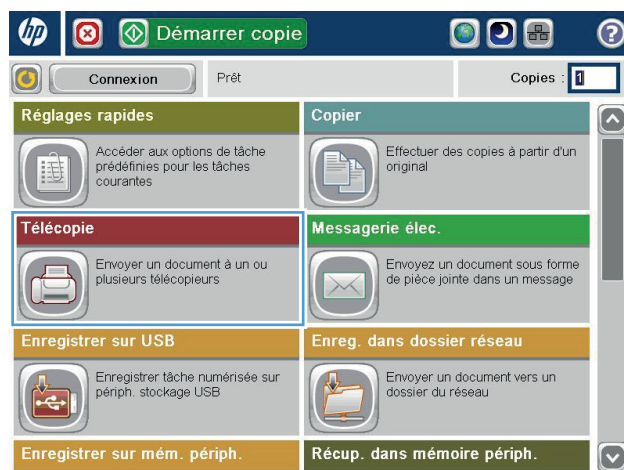 hp
Démarrer copie
?
Connexion
Prêt
Copies : 1
Réglages rapides
Accéder aux options de tâche
prédéfinies pour les tâches
courantes
Copier
Effectuer des copies à partir d'un
original
Télécopie
Envoyer un document à un ou
plusieurs télécopieurs
Messagerie élec.
Envoyez un document sous forme
de pièce jointe dans un message
Enregistrer sur USB
Enregistrer tâche numérisée sur
périph. stockage USB
Enreg. dans dossier réseau
Envoyer un document vers un
dossier du réseau
Enregistrer sur mém. périph.
Récup. dans mémoire périph.